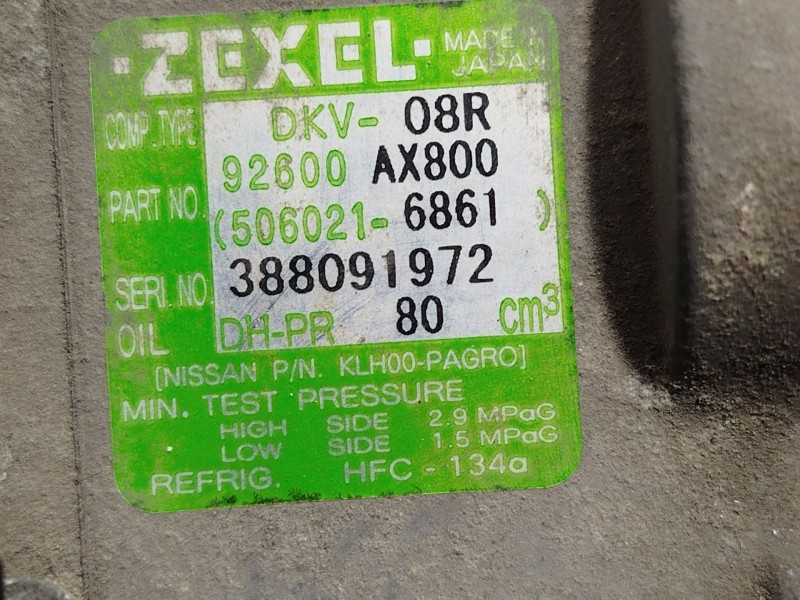 ·ZEXEL· MADE IN
JAPAN
COMP. TYPE DKV- 08R
92600 AX800
PART NO. (506021- 6861 )
SERI. NO. 388091972
OIL DH-PR 80 cm³
[NISSAN P/N. KLH00-PAGRO]
MIN. TEST PRESSURE
HIGH SIDE 2.9 MPaG
LOW SIDE 1.5 MPaG
REFRIG. HFC-134a